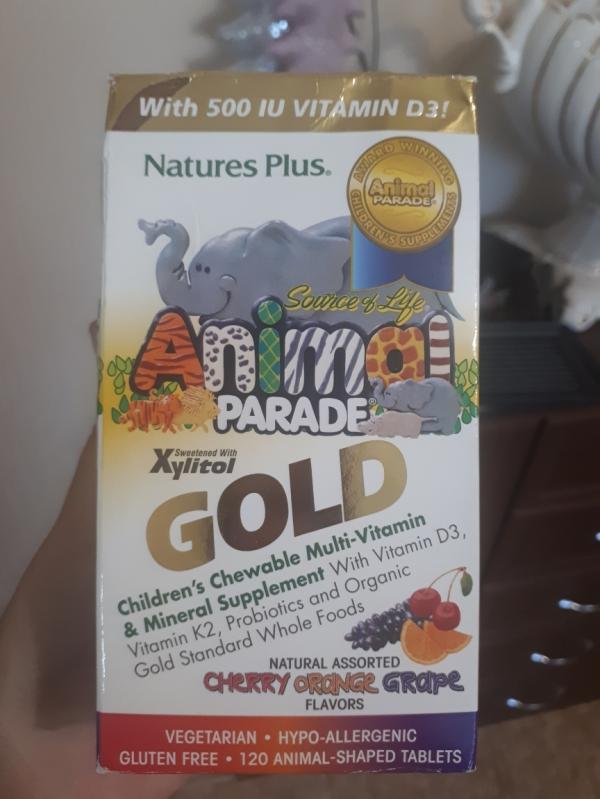 With 500 IU VITAMIN D3!
Natures Plus®
AWARD WINNING
Animal
PARADE®
CHILDREN'S SUPPLEMENTS
Source of Life
Animal
PARADE®
Sweetened With
Xylitol
GOLD
Children's Chewable Multi-Vitamin
& Mineral Supplement With Vitamin D3,
Vitamin K2, Probiotics and Organic
Gold Standard Whole Foods
NATURAL ASSORTED
CHERRY ORANGE GRAPE
FLAVORS
VEGETARIAN • HYPO-ALLERGENIC
GLUTEN FREE • 120 ANIMAL-SHAPED TABLETS